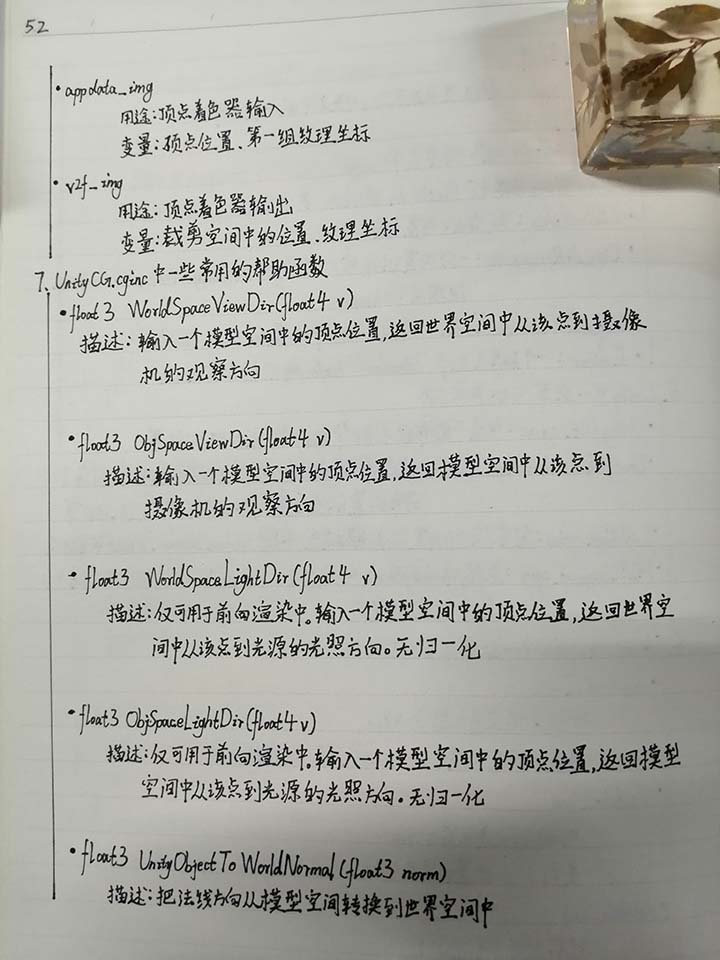 52
·appdata_img
用途:顶点着色器输入
变量:顶点位置、第一组纹理坐标
·v2f_img
用途:顶点着色器输出
变量:裁剪空间中的位置、纹理坐标
7、UnityCG.cginc中一些常用的帮助函数
·float3 WorldSpaceViewDir(float4 v)
描述:输入一个模型空间中的顶点位置,返回世界空间中从该点到摄像
机的观察方向
·float3 ObjSpaceViewDir(float4 v)
描述:输入一个模型空间中的顶点位置,返回模型空间中从该点到
摄像机的观察方向
·float3 WorldSpaceLightDir(float4 v)
描述:仅可用于前向渲染中。输入一个模型空间中的顶点位置,返回世界空
间中从该点到光源的光照方向。无归一化
·float3 ObjSpaceLightDir(float4 v)
描述:仅可用于前向渲染中。输入一个模型空间中的顶点位置,返回模型
空间中从该点到光源的光照方向。无归一化
·float3 UnityObjectToWorldNormal(float3 norm)
描述:把法线方向从模型空间转换到世界空间中